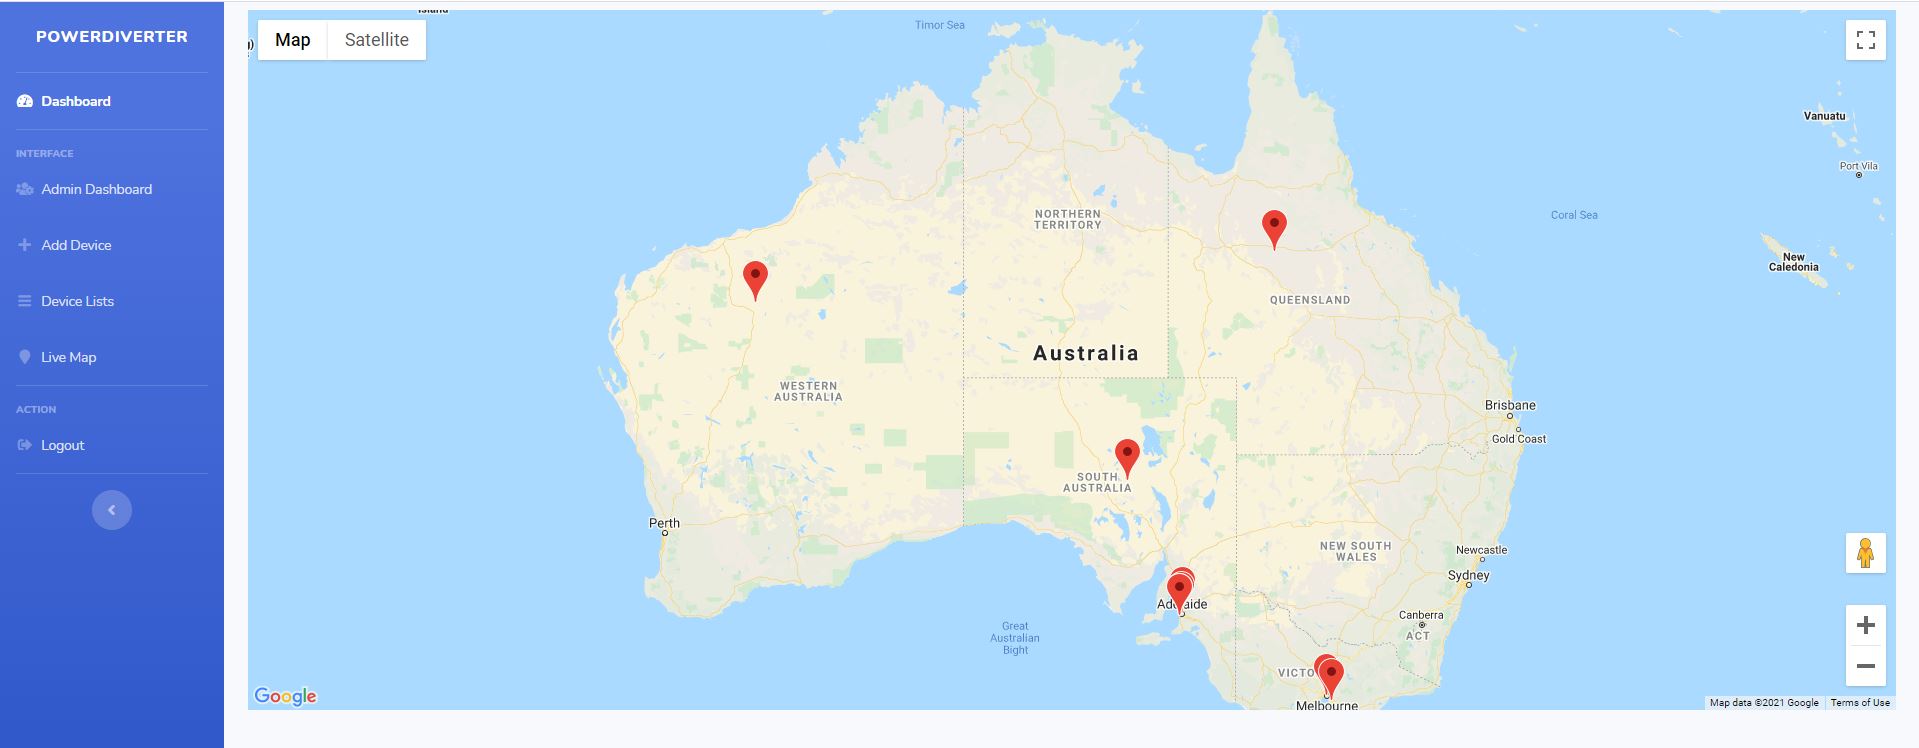 POWERDIVERTER
Dashboard
INTERFACE
Admin Dashboard
Add Device
Device Lists
Live Map
ACTION
Logout
Island
Map
Satellite
Timor Sea
Vanuatu
Port Vila
Coral Sea
New
Caledonia
NORTHERN
TERRITORY
QUEENSLAND
Australia
WESTERN
AUSTRALIA
Brisbane
Gold Coast
SOUTH
AUSTRALIA
Perth
NEW SOUTH
WALES
Newcastle
Sydney
Adelaide
Canberra
ACT
Great
Australian
Bight
VICTO
Melbourne
Google
Map data ©2021 Google
Terms of Use